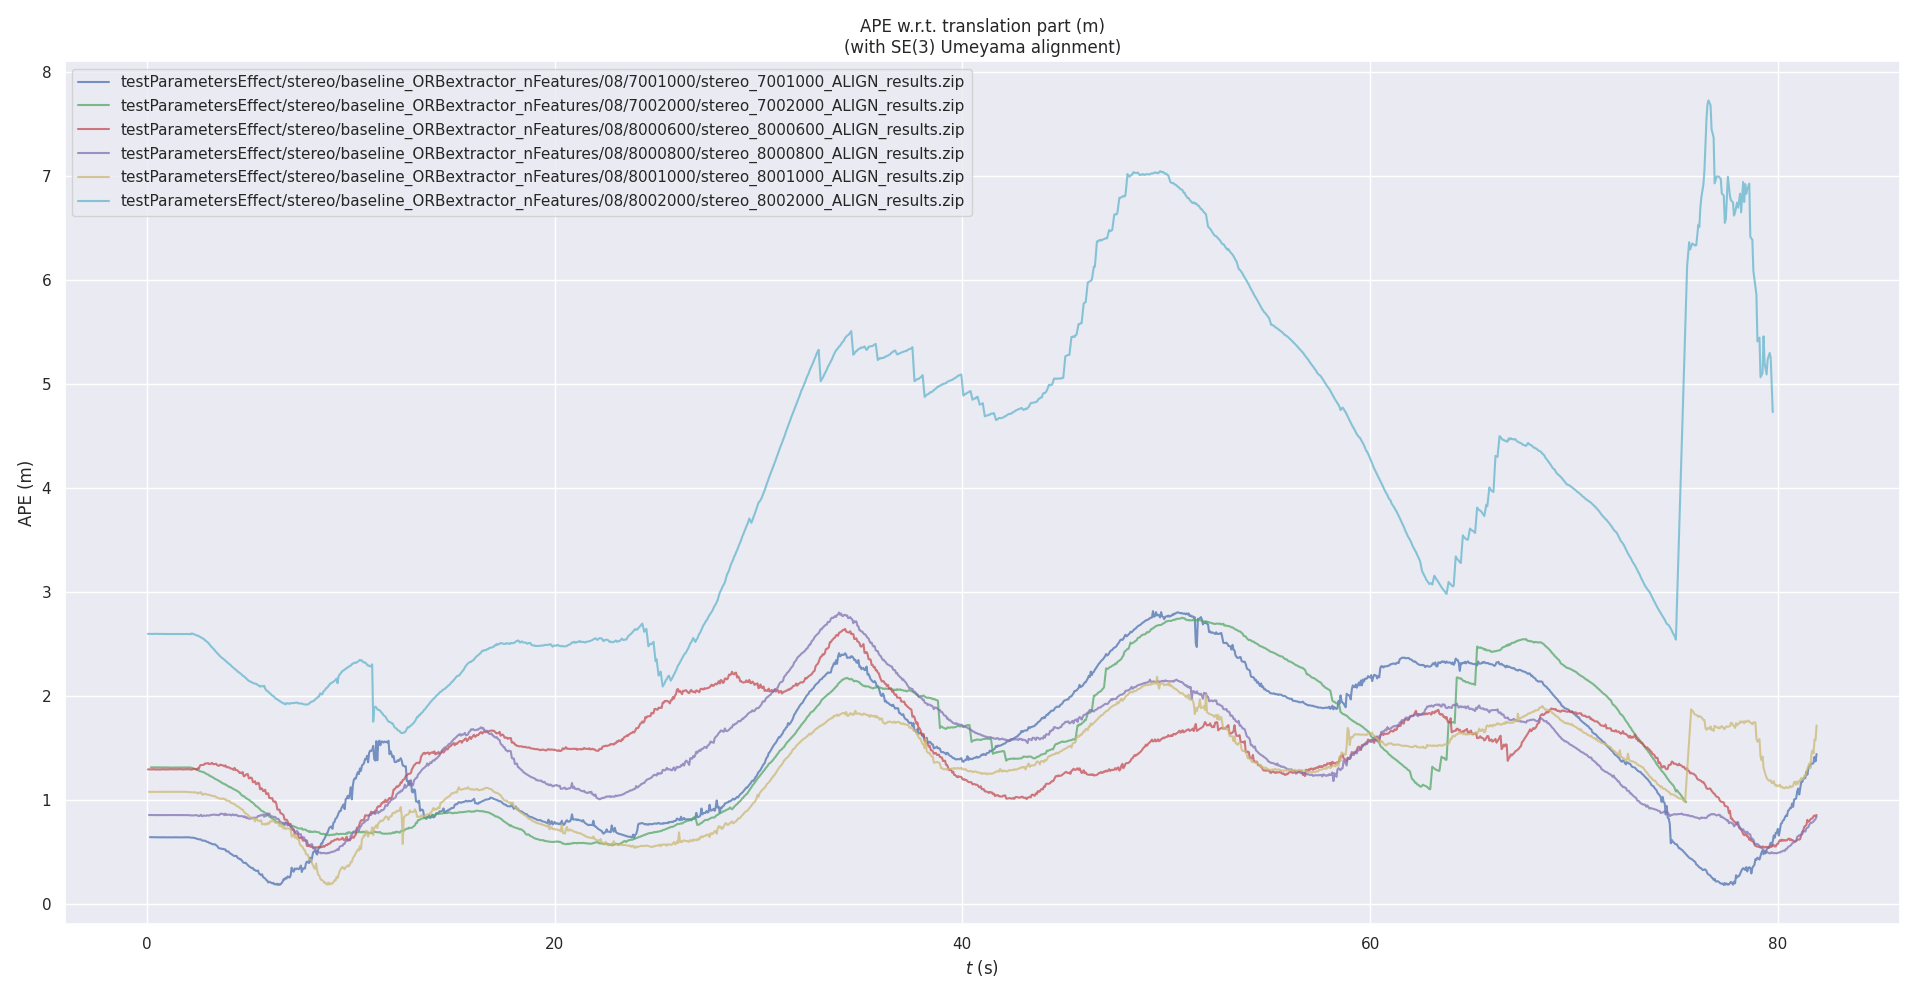 APE w.r.t. translation part (m)
(with SE(3) Umeyama alignment)
testParametersEffect/stereo/baseline_ORBextractor_nFeatures/08/7001000/stereo_7001000_ALIGN_results.zip
testParametersEffect/stereo/baseline_ORBextractor_nFeatures/08/7002000/stereo_7002000_ALIGN_results.zip
testParametersEffect/stereo/baseline_ORBextractor_nFeatures/08/8000600/stereo_8000600_ALIGN_results.zip
testParametersEffect/stereo/baseline_ORBextractor_nFeatures/08/8000800/stereo_8000800_ALIGN_results.zip
testParametersEffect/stereo/baseline_ORBextractor_nFeatures/08/8001000/stereo_8001000_ALIGN_results.zip
testParametersEffect/stereo/baseline_ORBextractor_nFeatures/08/8002000/stereo_8002000_ALIGN_results.zip
8
7
6
5
4
3
2
1
0
APE (m)
0 20 40 60 80
t (s)